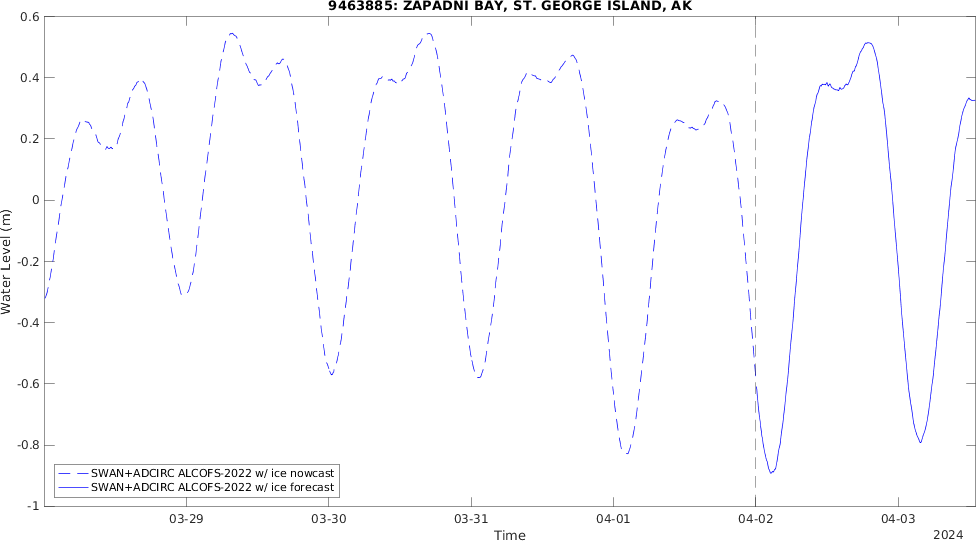 9463885: ZAPADNI BAY, ST. GEORGE ISLAND, AK
0.6
0.4
0.2
0
-0.2
-0.4
-0.6
-0.8
-1
Water Level (m)
SWAN+ADCIRC ALCOFS-2022 w/ ice nowcast
SWAN+ADCIRC ALCOFS-2022 w/ ice forecast
03-29 03-30 03-31 04-01 04-02 04-03
Time
2024